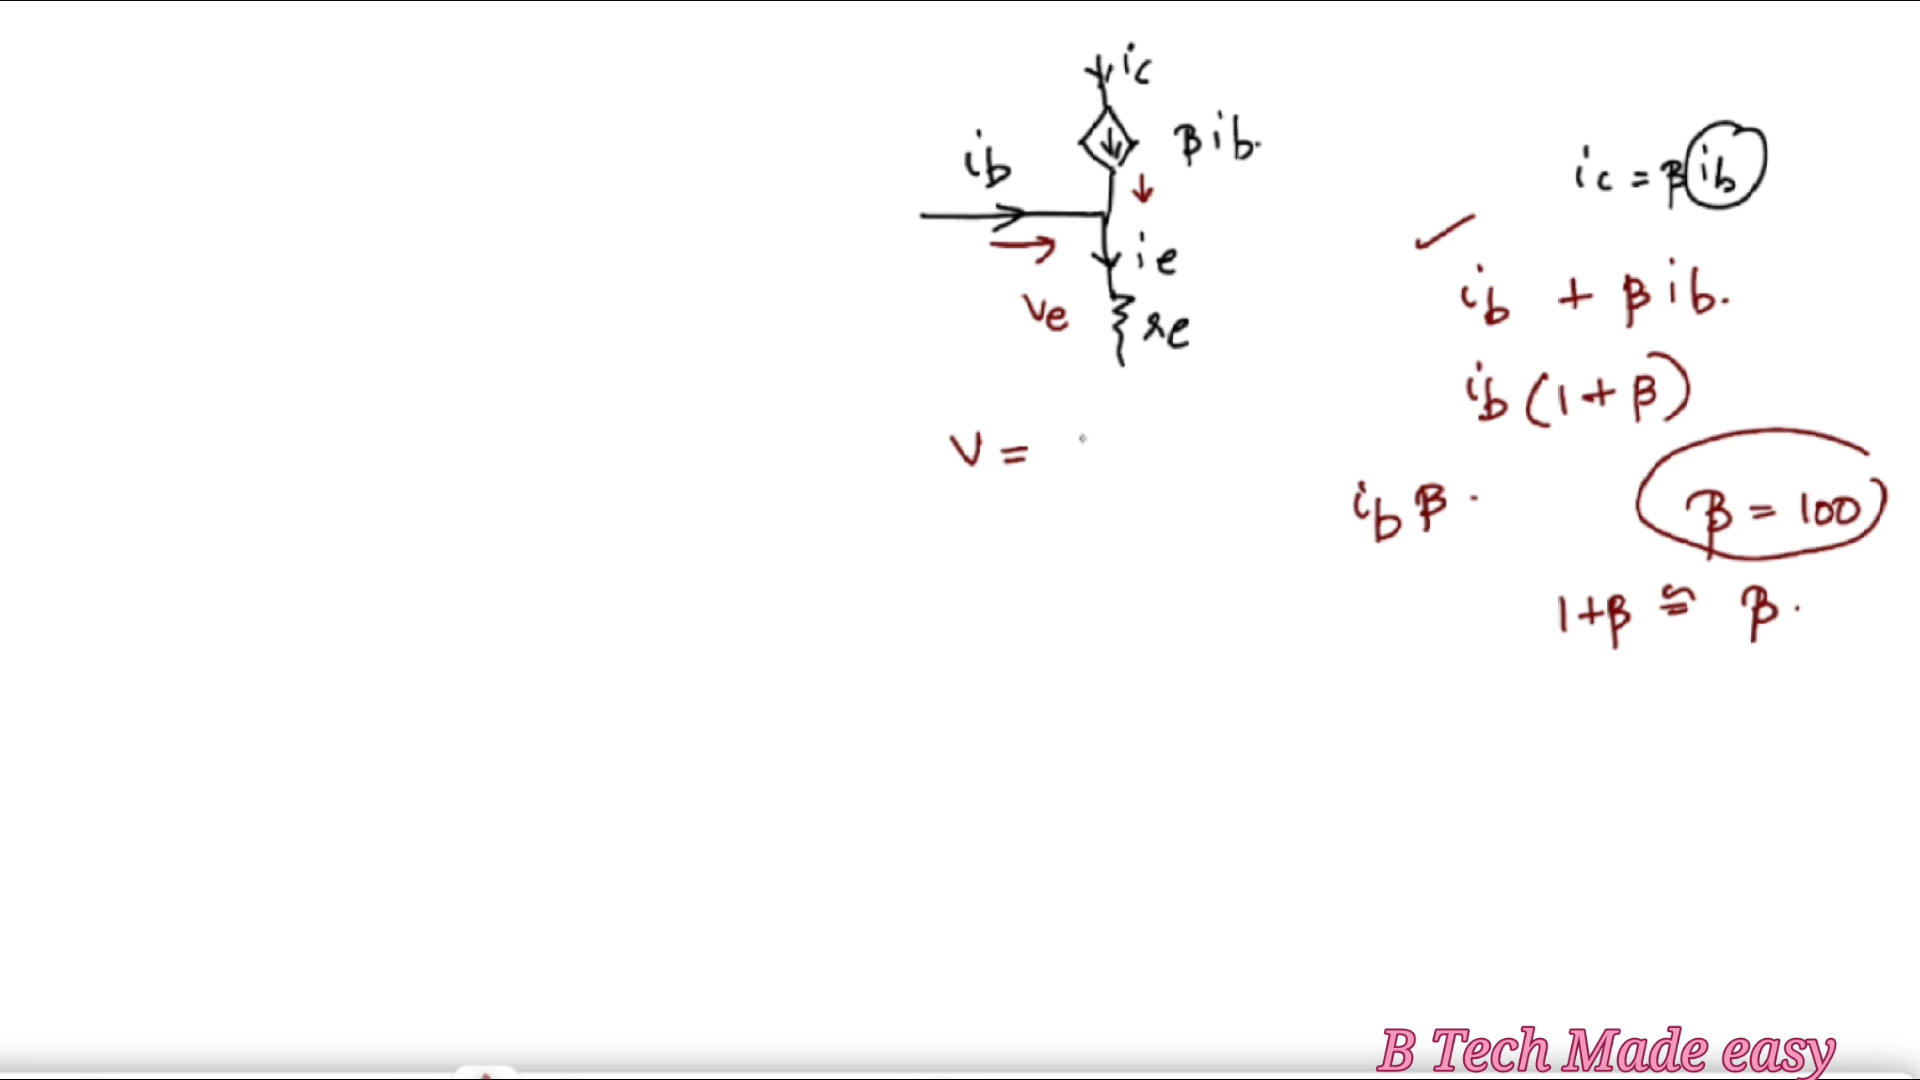 ic
ib
βib.
ic = βib
ie
ve
re
ib + βib.
ib(1+β)
V =
ibβ.
β = 100
1+β ≅ β.
B Tech Made easy